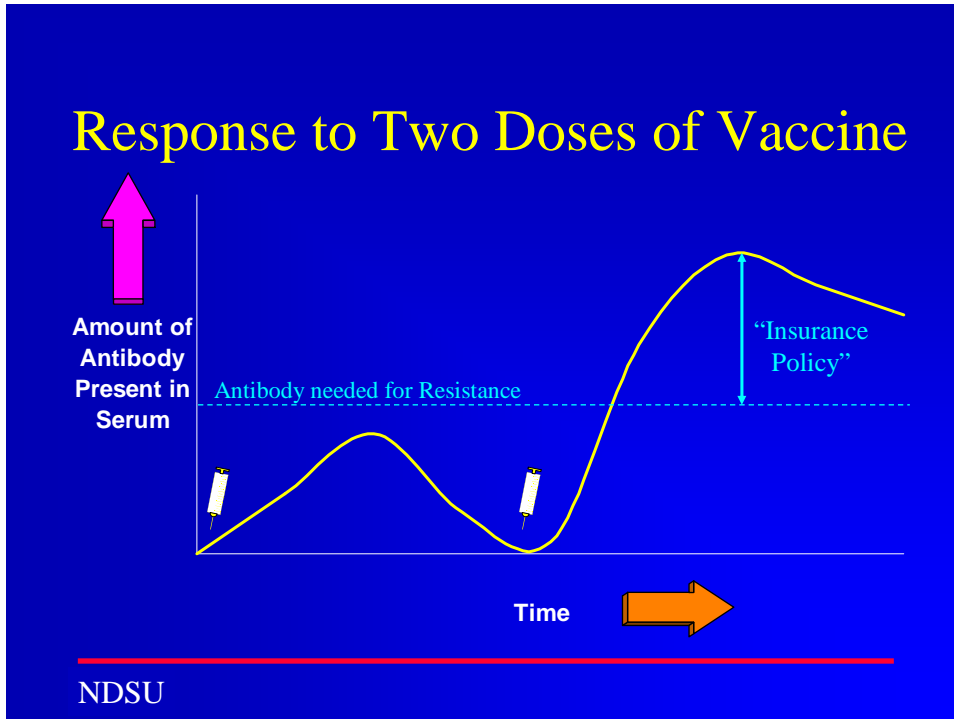 Response to Two Doses of Vaccine
Amount of
Antibody
Present in
Serum
Antibody needed for Resistance
“Insurance
Policy”
Time
NDSU